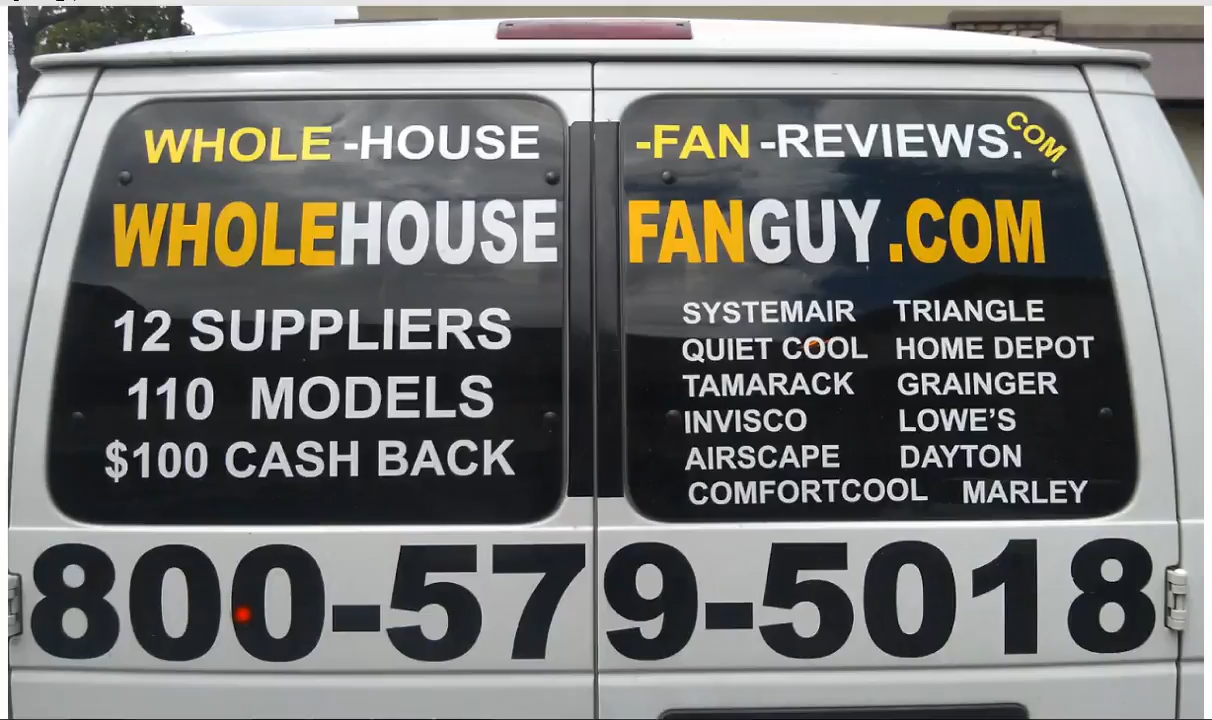 WHOLE -HOUSE -FAN -REVIEWS.COM
WHOLEHOUSE FANGUY.COM
12 SUPPLIERS
110 MODELS
$100 CASH BACK
SYSTEMAIR TRIANGLE
QUIET COOL HOME DEPOT
TAMARACK GRAINGER
INVISCO LOWE'S
AIRSCAPE DAYTON
COMFORTCOOL MARLEY
800-579-5018